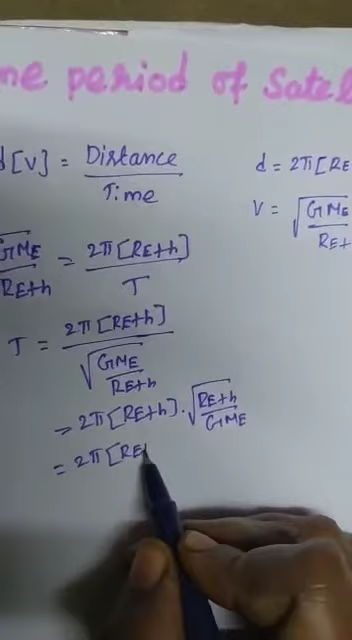 me period of Satel
d[V] = Distance / Time    d = 2π [RE
√GME / RE+h = 2π[RE+h] / T    V = √GME / RE+
T = 2π[RE+h] / √GME / RE+h
= 2π[RE+h] . √RE+h / GME
= 2π [RE